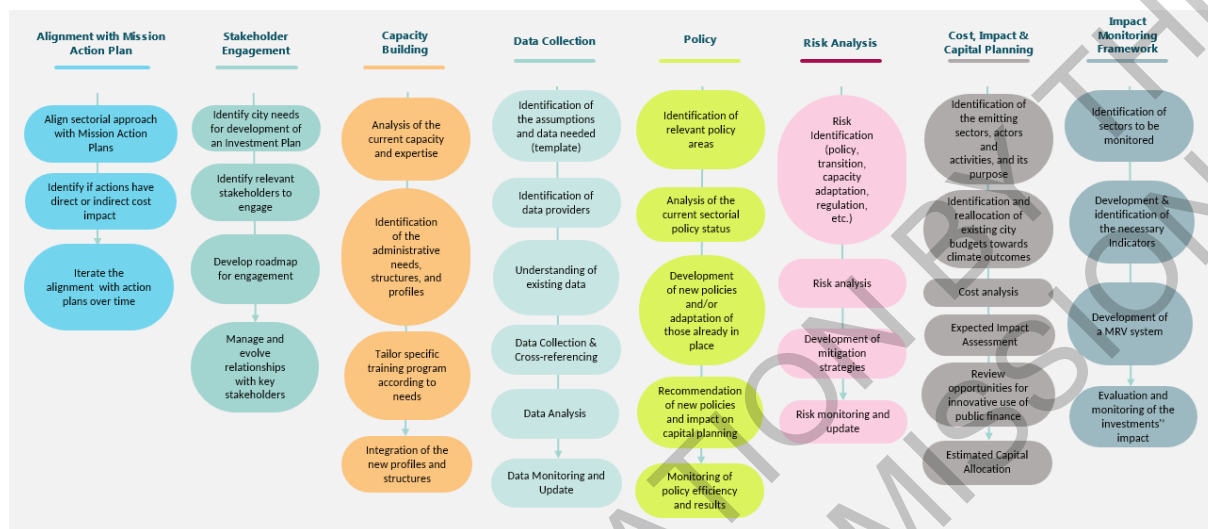 Alignment with Mission
Action Plan
Align sectorial approach
with Mission Action
Plans
Identify if actions have
direct or indirect cost
impact
Iterate the
alignment with action
plans over time
Stakeholder
Engagement
Identify city needs
for development of
an Investment Plan
Identify relevant
stakeholders to
engage
Develop roadmap
for engagement
Manage and
evolve
relationships
with key
stakeholders
Capacity
Building
Analysis of the
current capacity
and expertise
Identification
of the
administrative
needs,
structures, and
profiles
Tailor specific
training program
according to
needs
Integration of the
new profiles and
structures
Data Collection
Identification of
the assumptions
and data needed
(template)
Identification of
data providers
Understanding of
existing data
Data Collection &
Cross-referencing
Data Analysis
Data Monitoring and
Update
Policy
Identification of
relevant policy
areas
Analysis of the
current sectorial
policy status
Development
of new policies
and/or
adaptation of
those already in
place
Recommendation
of new policies
and impact on
capital planning
Monitoring of
policy efficiency
and results
Risk Analysis
Risk
Identification
(policy,
transition,
capacity
adaptation,
regulation,
etc.)
Risk analysis
Development of
mitigation
strategies
Risk monitoring and
update
Cost, Impact &
Capital Planning
Identification of
the emitting
sectors, actors
and
activities, and its
purpose
Identification and
reallocation of
existing city
budgets towards
climate outcomes
Cost analysis
Expected Impact
Assessment
Review
opportunities for
innovative use of
public finance
Estimated Capital
Allocation
Impact
Monitoring
Framework
Identification of
sectors to be
monitored
Development &
identification of
the necessary
Indicators
Development of
a MRV system
Evaluation and
monitoring of the
investments''
impact